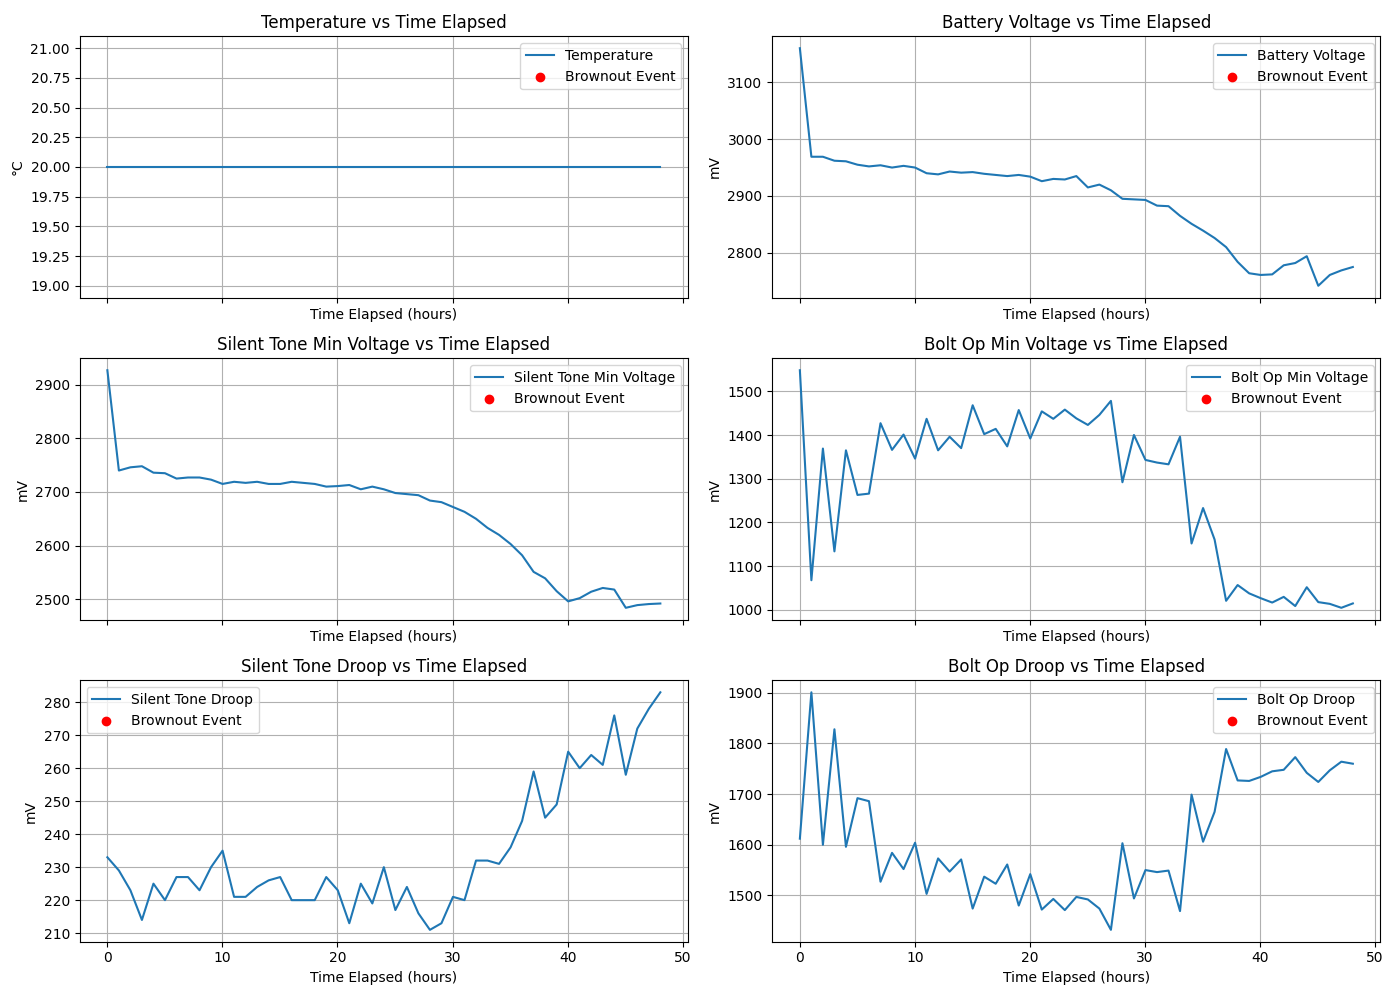 Temperature vs Time Elapsed
21.00
20.75
20.50
20.25
20.00
19.75
19.50
19.25
19.00
°C
Temperature
Brownout Event
Time Elapsed (hours)
Battery Voltage vs Time Elapsed
3100
3000
2900
2800
mV
Battery Voltage
Brownout Event
Time Elapsed (hours)
Silent Tone Min Voltage vs Time Elapsed
2900
2800
2700
2600
2500
mV
Silent Tone Min Voltage
Brownout Event
Time Elapsed (hours)
Bolt Op Min Voltage vs Time Elapsed
1500
1400
1300
1200
1100
1000
mV
Bolt Op Min Voltage
Brownout Event
Time Elapsed (hours)
Silent Tone Droop vs Time Elapsed
280
270
260
250
240
230
220
210
mV
Silent Tone Droop
Brownout Event
0 10 20 30 40 50
Time Elapsed (hours)
Bolt Op Droop vs Time Elapsed
1900
1800
1700
1600
1500
mV
Bolt Op Droop
Brownout Event
0 10 20 30 40 50
Time Elapsed (hours)